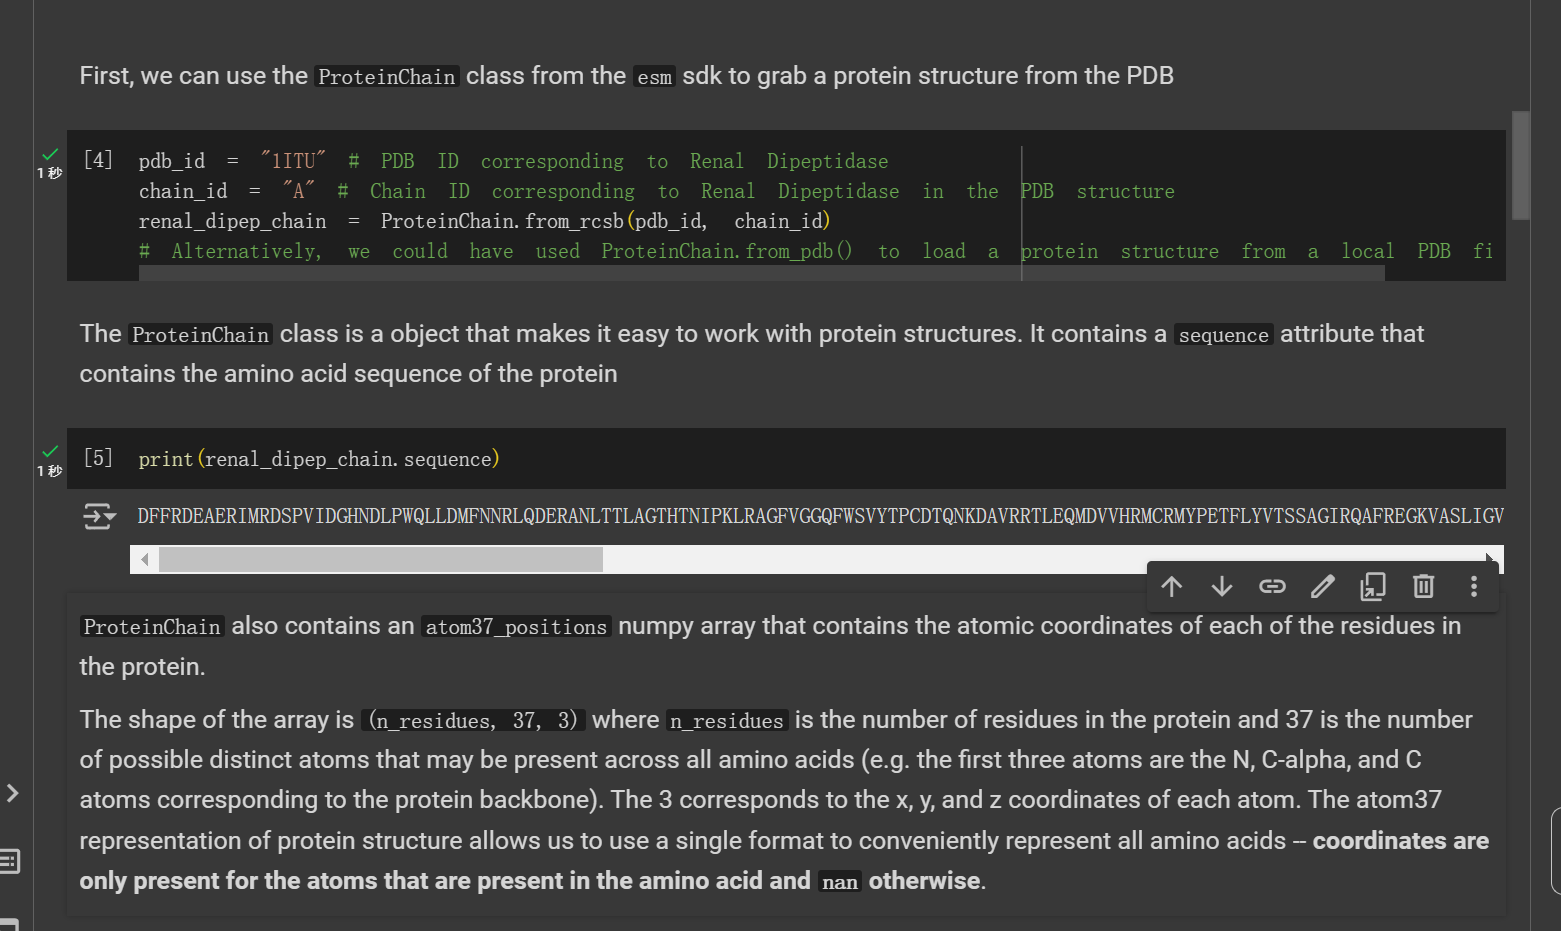 First, we can use the ProteinChain class from the esm sdk to grab a protein structure from the PDB
1 秒
[4] pdb_id = "1ITU" # PDB ID corresponding to Renal Dipeptidase
chain_id = "A" # Chain ID corresponding to Renal Dipeptidase in the PDB structure
renal_dipep_chain = ProteinChain.from_rcsb(pdb_id, chain_id)
# Alternatively, we could have used ProteinChain.from_pdb() to load a protein structure from a local PDB fi
The ProteinChain class is a object that makes it easy to work with protein structures. It contains a sequence attribute that
contains the amino acid sequence of the protein
1 秒
[5] print(renal_dipep_chain.sequence)
DFFRDEAERIMRDSPVIDGHNDLPWQLLDMFNNRLQDERANLTTLAGTHTNIPKLRAGFVGGQFWSVYTPCDTQNKDAVRRTLEQMDVVHRMCRMYPETFLYVTSSAGIRQAFREGKVASLIGV
ProteinChain also contains an atom37_positions numpy array that contains the atomic coordinates of each of the residues in
the protein.
The shape of the array is (n_residues, 37, 3) where n_residues is the number of residues in the protein and 37 is the number
of possible distinct atoms that may be present across all amino acids (e.g. the first three atoms are the N, C-alpha, and C
atoms corresponding to the protein backbone). The 3 corresponds to the x, y, and z coordinates of each atom. The atom37
representation of protein structure allows us to use a single format to conveniently represent all amino acids -- coordinates are
only present for the atoms that are present in the amino acid and nan otherwise.